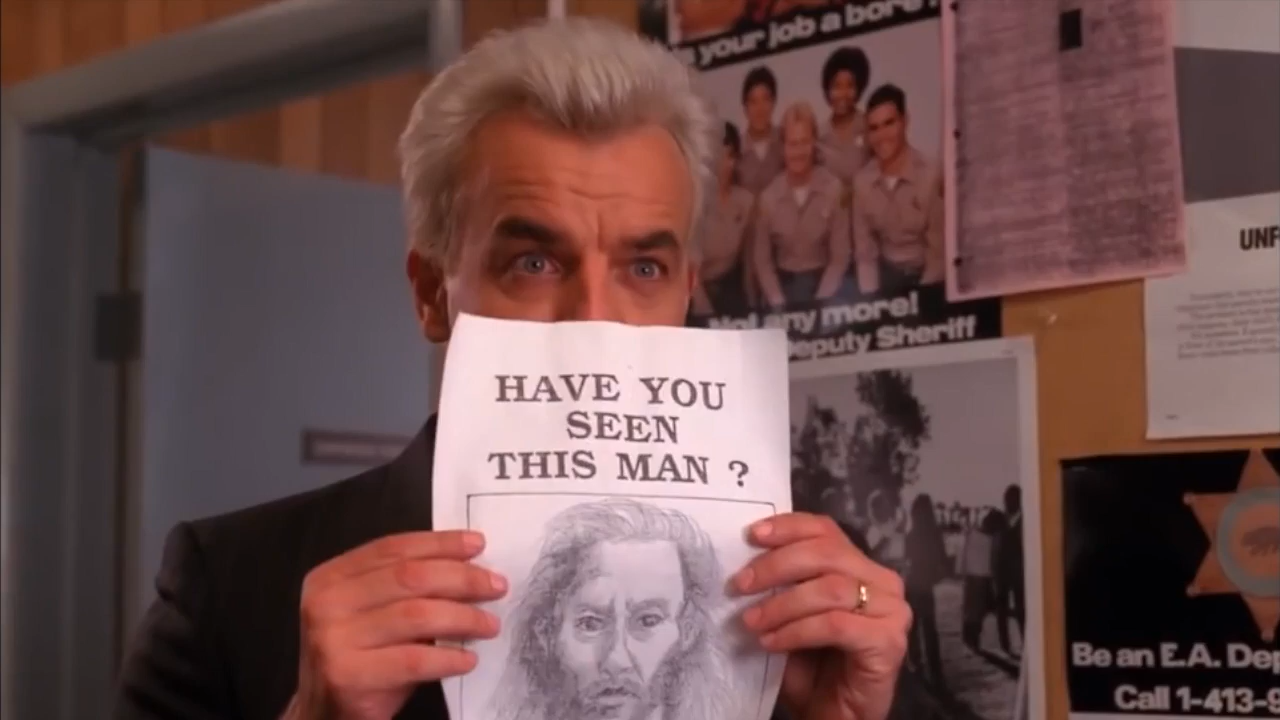 your job a bore?
Not any more!
Deputy Sheriff
HAVE YOU
SEEN
THIS MAN ?
UNF
Be an E.A. Dep
Call 1-413-9